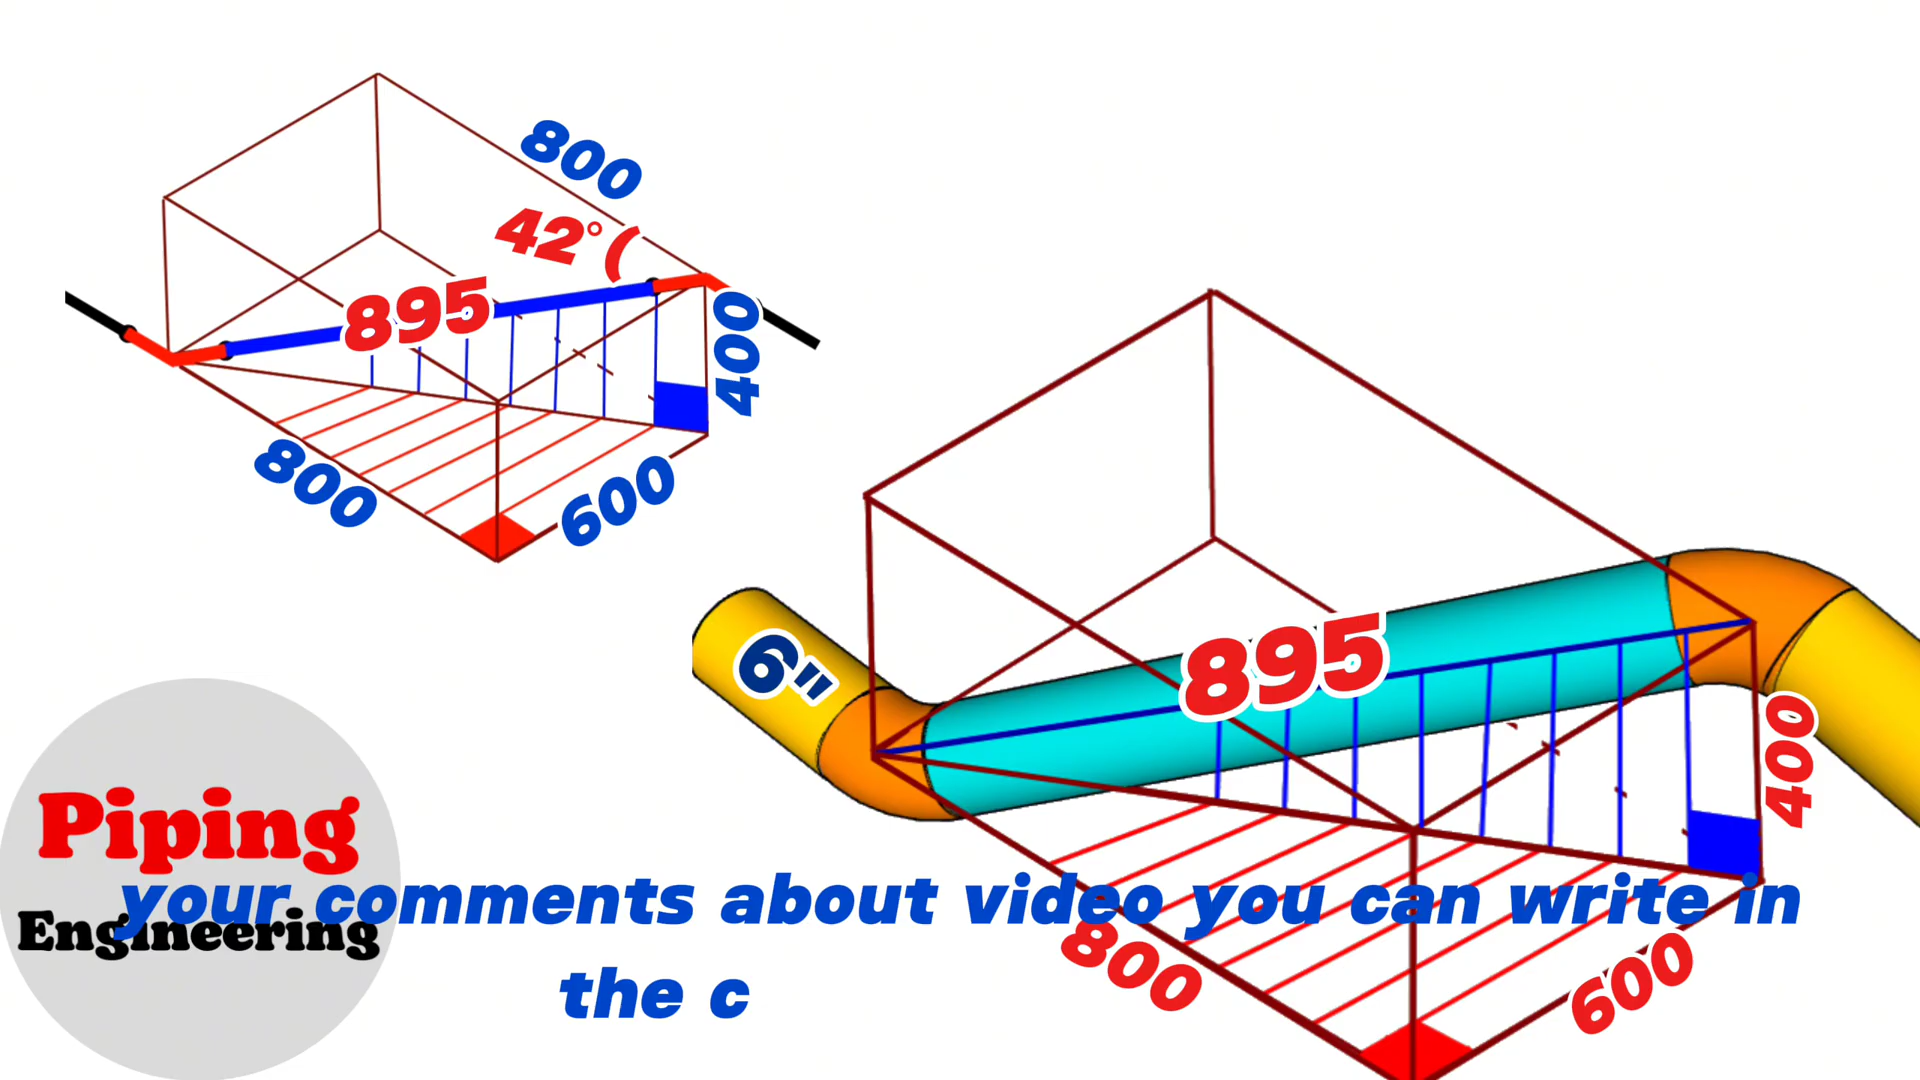 800
42°
895
400
800
600
6"
895
400
800
600
Piping
Engineering
your comments about video you can write in
the c